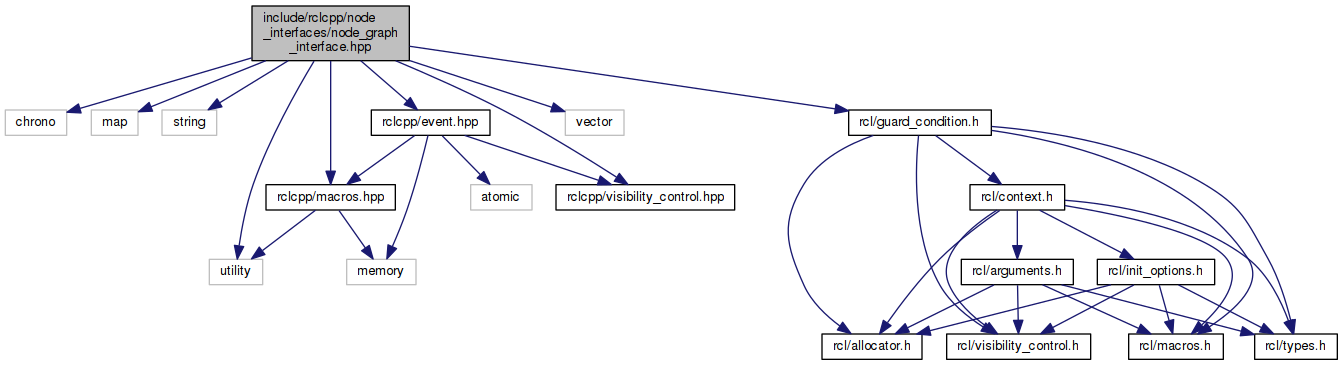 include/rclcpp/node
_interfaces/node_graph
_interface.hpp
chrono
map
string
rclcpp/event.hpp
vector
rcl/guard_condition.h
rclcpp/macros.hpp
atomic
rclcpp/visibility_control.hpp
rcl/context.h
utility
memory
rcl/arguments.h
rcl/init_options.h
rcl/allocator.h
rcl/visibility_control.h
rcl/macros.h
rcl/types.h